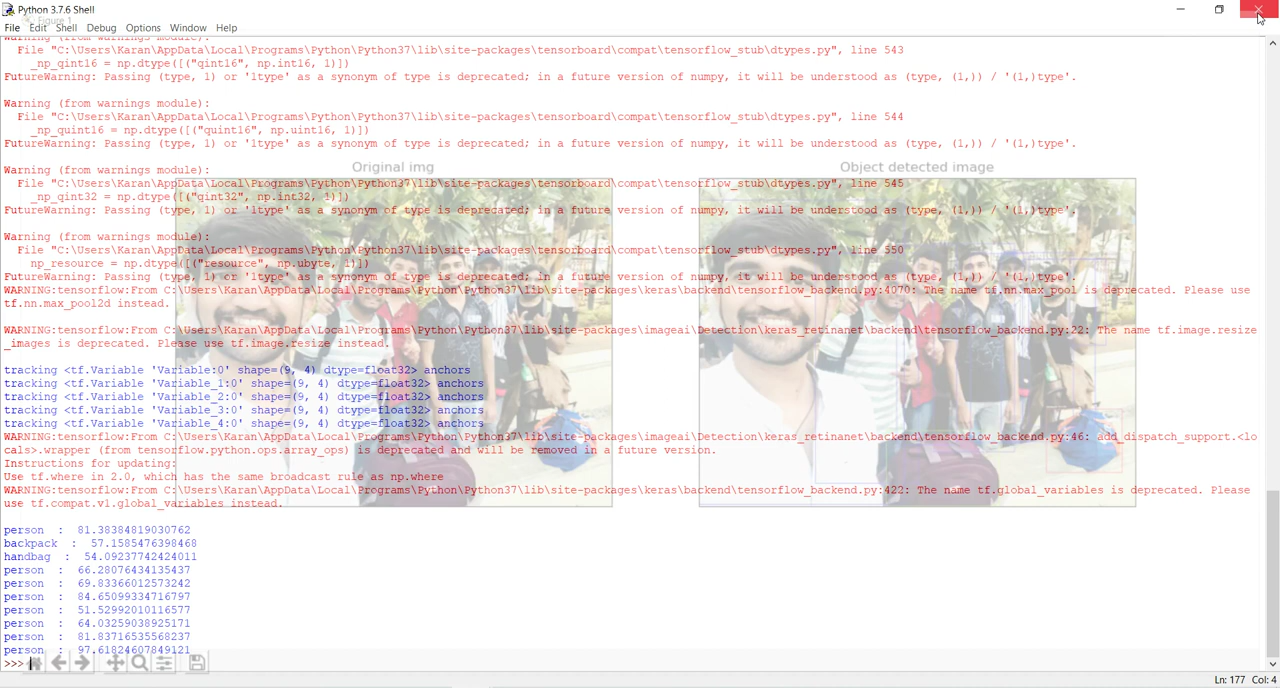 Python 3.7.6 Shell
Figure 1
File Edit Shell Debug Options Window Help
Warning (from warnings module):
File "C:\Users\Karan\AppData\Local\Programs\Python\Python37\lib\site-packages\tensorboard\compat\tensorflow_stub\dtypes.py", line 543
_np_qint16 = np.dtype([("qint16", np.int16, 1)])
FutureWarning: Passing (type, 1) or '1type' as a synonym of type is deprecated; in a future version of numpy, it will be understood as (type, (1,)) / '(1,)type'.
Warning (from warnings module):
File "C:\Users\Karan\AppData\Local\Programs\Python\Python37\lib\site-packages\tensorboard\compat\tensorflow_stub\dtypes.py", line 544
_np_quint16 = np.dtype([("quint16", np.uint16, 1)])
FutureWarning: Passing (type, 1) or '1type' as a synonym of type is deprecated; in a future version of numpy, it will be understood as (type, (1,)) / '(1,)type'.
Warning (from warnings module):
Original img
Object detected image
File "C:\Users\Karan\AppData\Local\Programs\Python\Python37\lib\site-packages\tensorboard\compat\tensorflow_stub\dtypes.py", line 545
_np_qint32 = np.dtype([("qint32", np.int32, 1)])
FutureWarning: Passing (type, 1) or '1type' as a synonym of type is deprecated; in a future version of numpy, it will be understood as (type, (1,)) / '(1,)type'.
Warning (from warnings module):
File "C:\Users\Karan\AppData\Local\Programs\Python\Python37\lib\site-packages\tensorboard\compat\tensorflow_stub\dtypes.py", line 550
np_resource = np.dtype([("resource", np.ubyte, 1)])
FutureWarning: Passing (type, 1) or '1type' as a synonym of type is deprecated; in a future version of numpy, it will be understood as (type, (1,)) / '(1,)type'.
WARNING:tensorflow:From C:\Users\Karan\AppData\Local\Programs\Python\Python37\lib\site-packages\keras\backend\tensorflow_backend.py:4070: The name tf.nn.max_pool is deprecated. Please use
tf.nn.max_pool2d instead.
WARNING:tensorflow:From C:\Users\Karan\AppData\Local\Programs\Python\Python37\lib\site-packages\imageai\Detection\keras_retinanet\backend\tensorflow_backend.py:22: The name tf.image.resize
_images is deprecated. Please use tf.image.resize instead.
tracking <tf.Variable 'Variable:0' shape=(9, 4) dtype=float32> anchors
tracking <tf.Variable 'Variable_1:0' shape=(9, 4) dtype=float32> anchors
tracking <tf.Variable 'Variable_2:0' shape=(9, 4) dtype=float32> anchors
tracking <tf.Variable 'Variable_3:0' shape=(9, 4) dtype=float32> anchors
tracking <tf.Variable 'Variable_4:0' shape=(9, 4) dtype=float32> anchors
WARNING:tensorflow:From C:\Users\Karan\AppData\Local\Programs\Python\Python37\lib\site-packages\imageai\Detection\keras_retinanet\backend\tensorflow_backend.py:46: add_dispatch_support.<lo
cals>.wrapper (from tensorflow.python.ops.array_ops) is deprecated and will be removed in a future version.
Instructions for updating:
Use tf.where in 2.0, which has the same broadcast rule as np.where
WARNING:tensorflow:From C:\Users\Karan\AppData\Local\Programs\Python\Python37\lib\site-packages\keras\backend\tensorflow_backend.py:422: The name tf.global_variables is deprecated. Please
use tf.compat.v1.global_variables instead.
person : 81.38384819030762
backpack : 57.1585476398468
handbag : 54.09237742424011
person : 66.28076434135437
person : 69.83366012573242
person : 84.65099334716797
person : 51.52992010116577
person : 64.03259038925171
person : 81.83716535568237
person : 97.61824607849121
>>>
Ln: 177 Col: 4